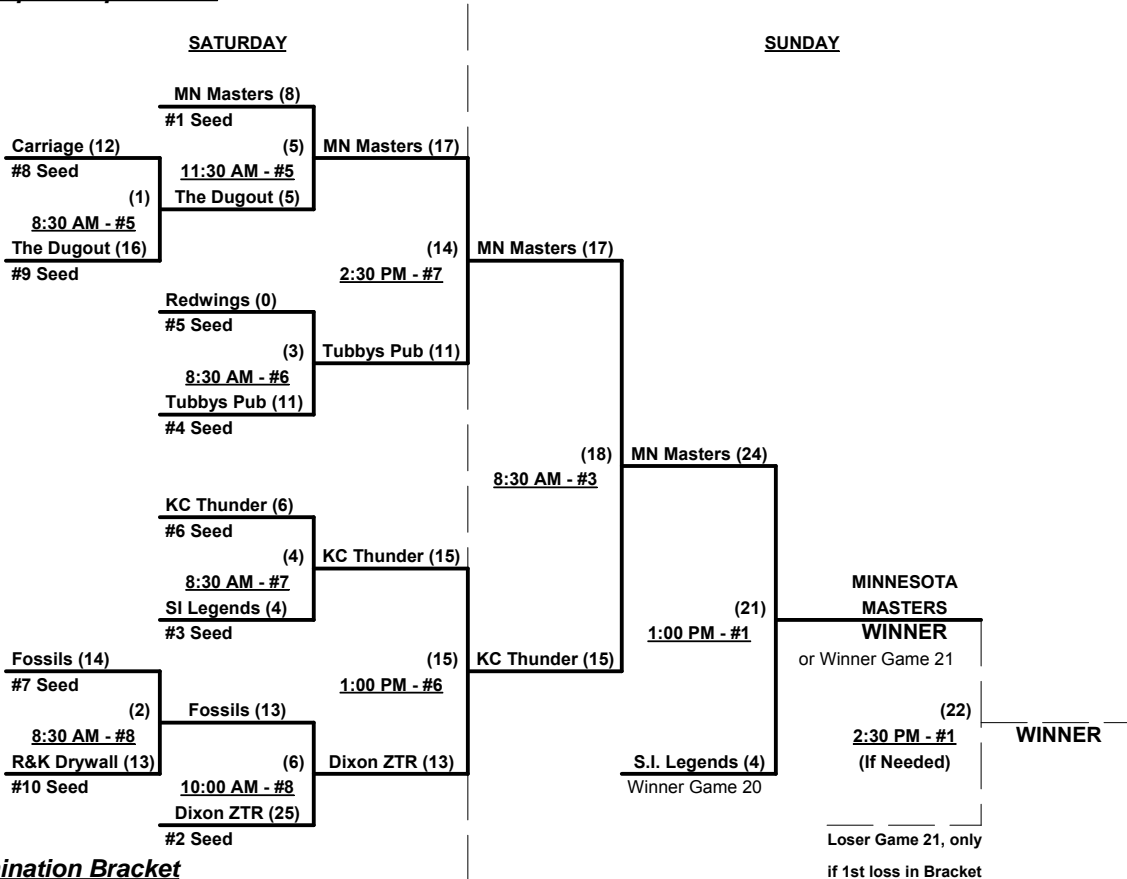 SATURDAY
SUNDAY
MN Masters (8)
#1 Seed
Carriage (12)
(5)
MN Masters (17)
#8 Seed
11:30 AM - #5
(1)
The Dugout (5)
8:30 AM - #5
The Dugout (16)
(14)
MN Masters (17)
#9 Seed
2:30 PM - #7
Redwings (0)
#5 Seed
(3)
Tubbys Pub (11)
8:30 AM - #6
Tubbys Pub (11)
#4 Seed
(18)
MN Masters (24)
8:30 AM - #3
KC Thunder (6)
#6 Seed
(4)
KC Thunder (15)
8:30 AM - #7
MINNESOTA
SI Legends (4)
(21)
MASTERS
#3 Seed
1:00 PM - #1
WINNER
Fossils (14)
(15)
KC Thunder (15)
or Winner Game 21
#7 Seed
1:00 PM - #6
(2)
Fossils (13)
(22)
8:30 AM - #8
2:30 PM - #1
WINNER
R&K Drywall (13)
(6)
Dixon ZTR (13)
S.I. Legends (4)
(If Needed)
#10 Seed
10:00 AM - #8
Winner Game 20
Dixon ZTR (25)
#2 Seed
Loser Game 21, only
ination Bracket
if 1st loss in Bracket